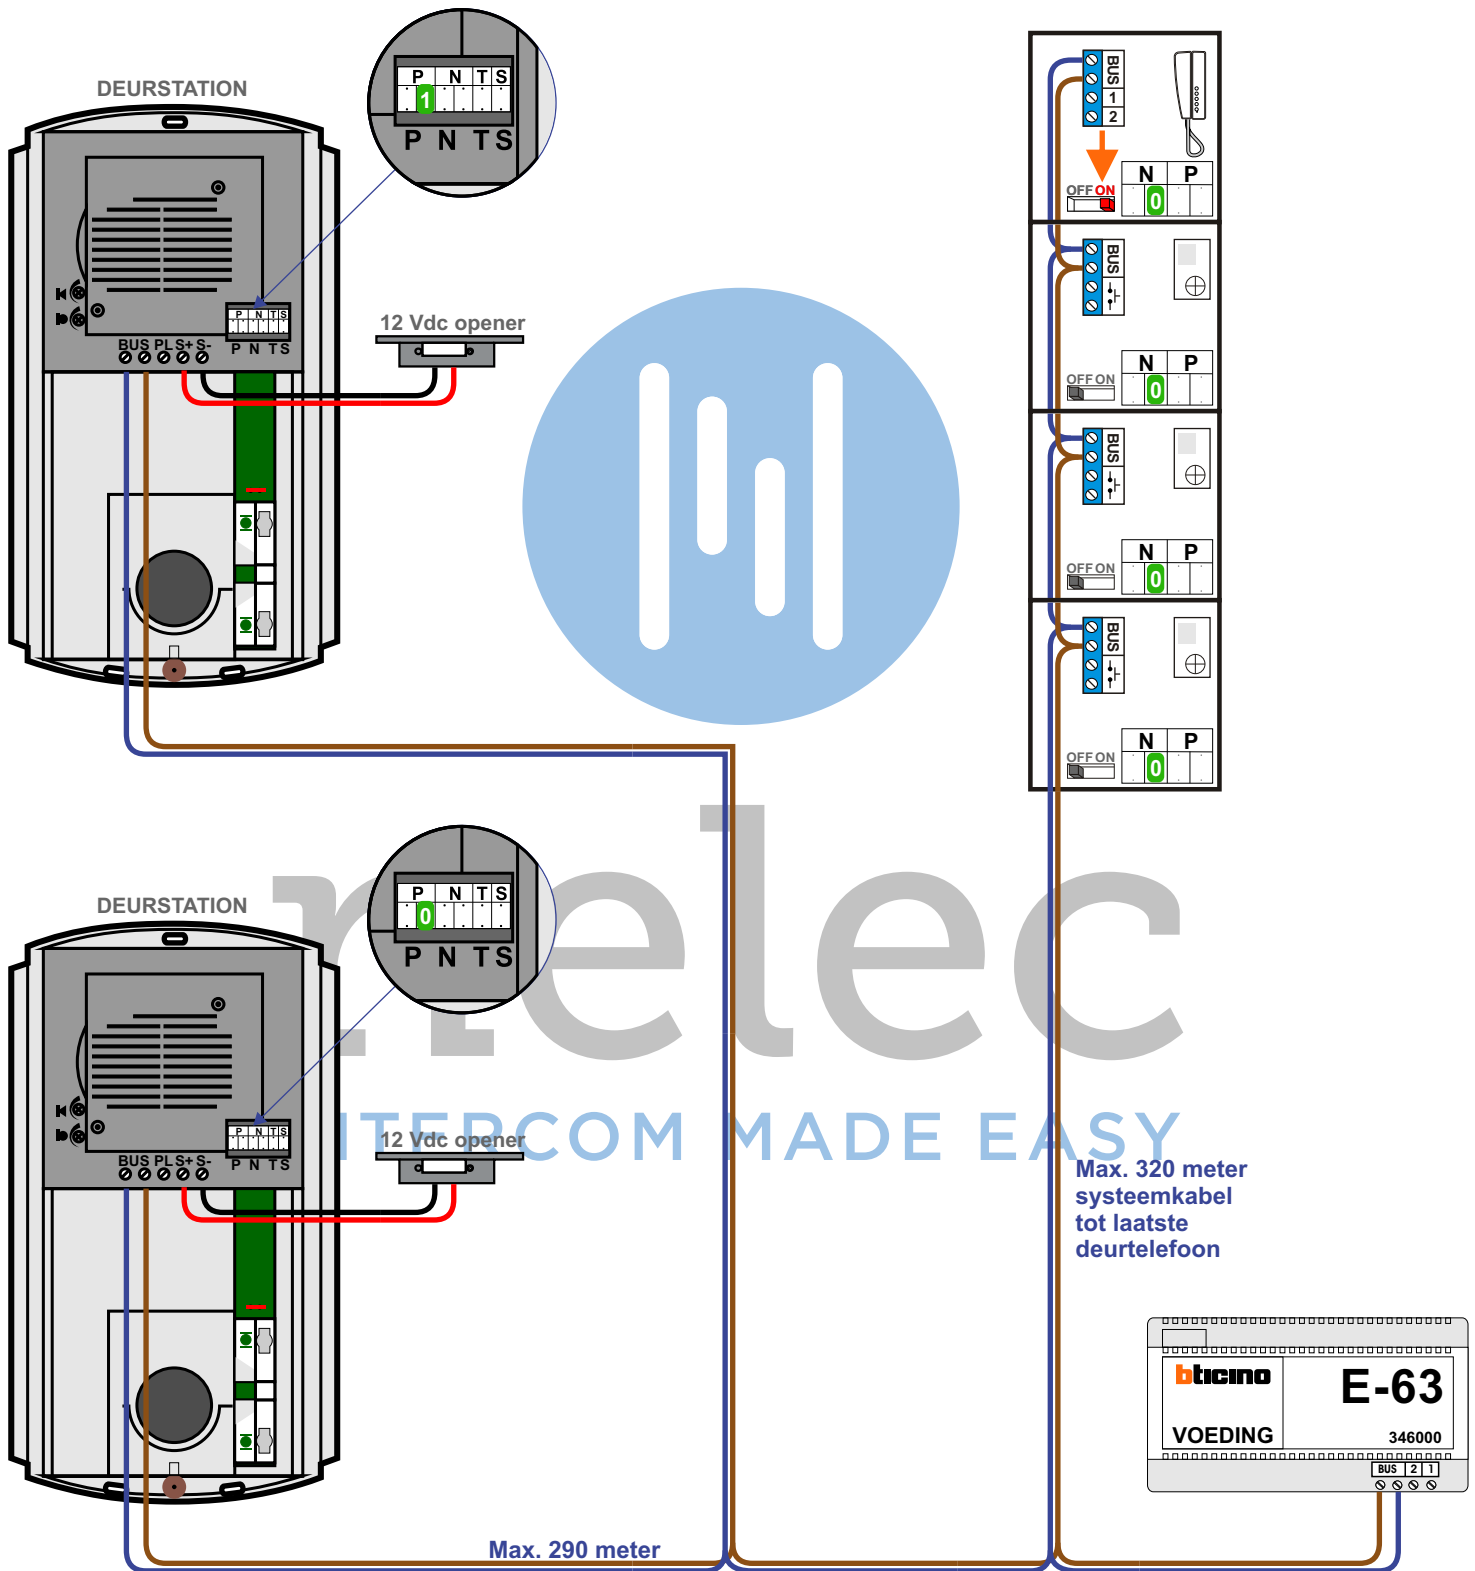 DEURSTATION
P N T S
1
P N T S
P N T S
P N T S
BUS PL S+ S-
12 Vdc opener
BUS
1
2
OFF ON
N P
0
BUS
OFF ON
N P
0
BUS
OFF ON
N P
0
BUS
OFF ON
N P
0
nelec
INTERCOM MADE EASY
DEURSTATION
P N T S
0
P N T S
P N T S
P N T S
BUS PL S+ S-
12 Vdc opener
Max. 320 meter
systeemkabel
tot laatste
deurtelefoon
bticino
E-63
VOEDING
346000
BUS 2 1
Max. 290 meter